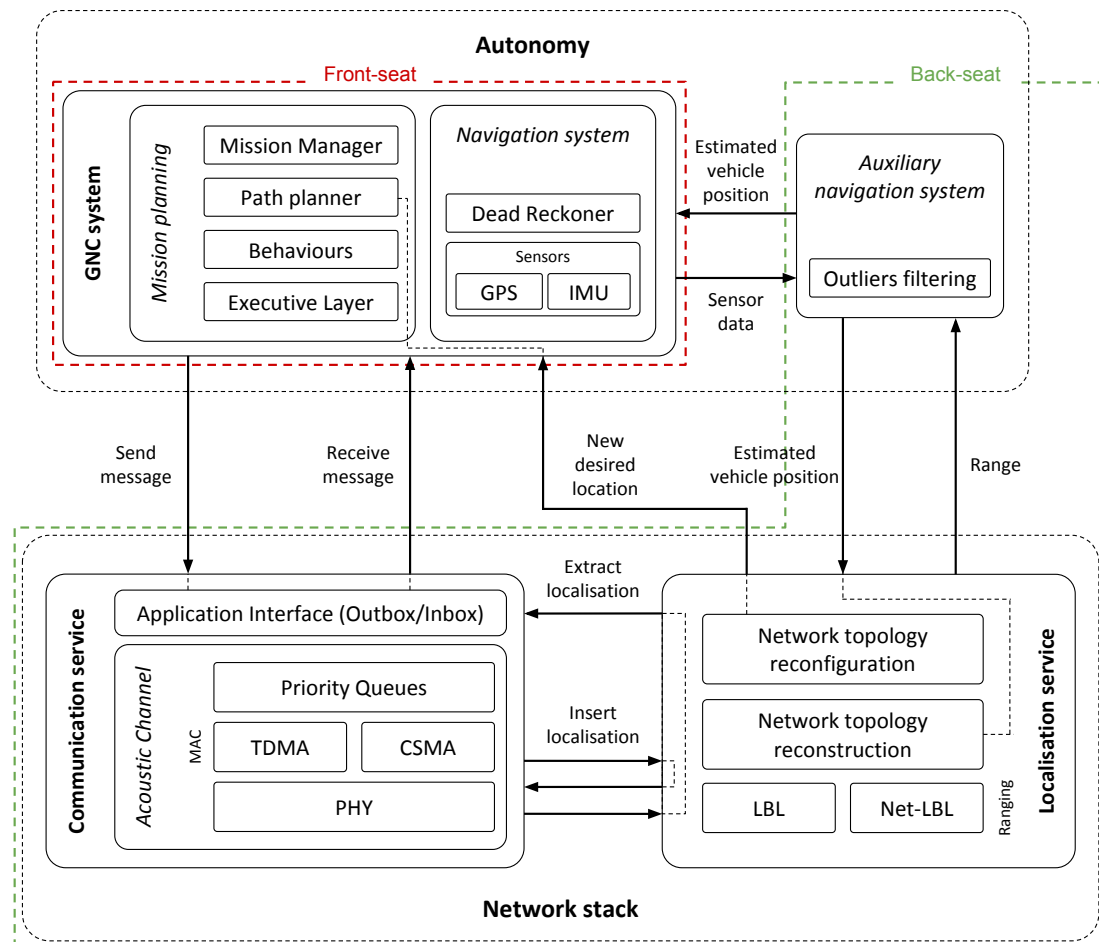 Autonomy
Front-seat
Back-seat
GNC system
Mission planning
Mission Manager
Path planner
Behaviours
Executive Layer
Navigation system
Dead Reckoner
Sensors
GPS
IMU
Estimated
vehicle
position
Sensor
data
Auxiliary
navigation system
Outliers filtering
Send
message
Receive
message
New
desired
location
Estimated
vehicle position
Range
Communication service
Application Interface (Outbox/Inbox)
Acoustic Channel
Priority Queues
MAC
TDMA
CSMA
PHY
Extract
localisation
Insert
localisation
Network topology
reconfiguration
Network topology
reconstruction
LBL
Net-LBL
Ranging
Localisation service
Network stack